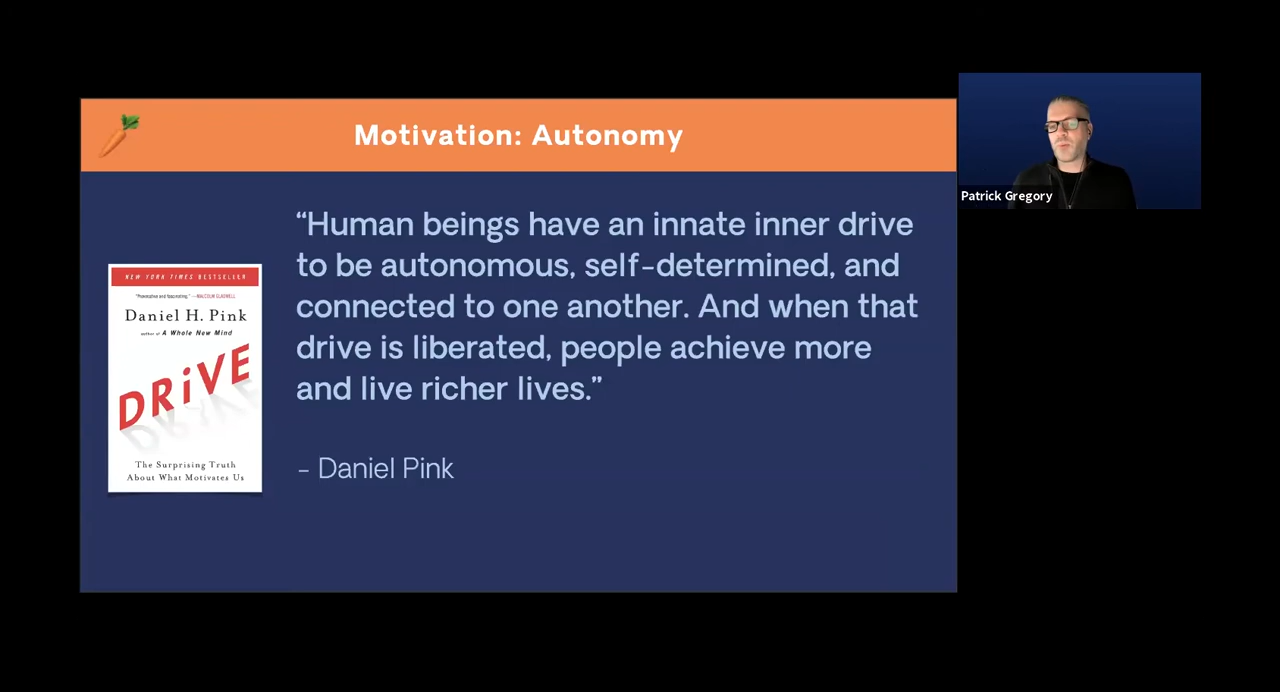 Motivation: Autonomy
“Human beings have an innate inner drive
to be autonomous, self-determined, and
connected to one another. And when that
drive is liberated, people achieve more
and live richer lives.”
– Daniel Pink
NEW YORK TIMES BESTSELLER
"Provocative and fascinating." —MALCOLM GLADWELL
Daniel H. Pink
author of A Whole New Mind
DRiVE
The Surprising Truth
About What Motivates Us
Patrick Gregory